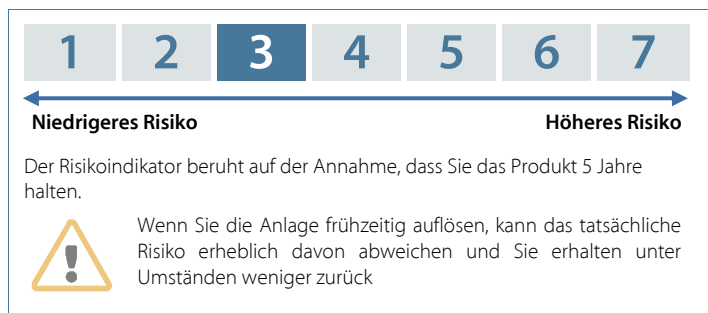 1 2 3 4 5 6 7
Niedrigeres Risiko Höheres Risiko
Der Risikoindikator beruht auf der Annahme, dass Sie das Produkt 5 Jahre
halten.
Wenn Sie die Anlage frühzeitig auflösen, kann das tatsächliche
Risiko erheblich davon abweichen und Sie erhalten unter
Umständen weniger zurück